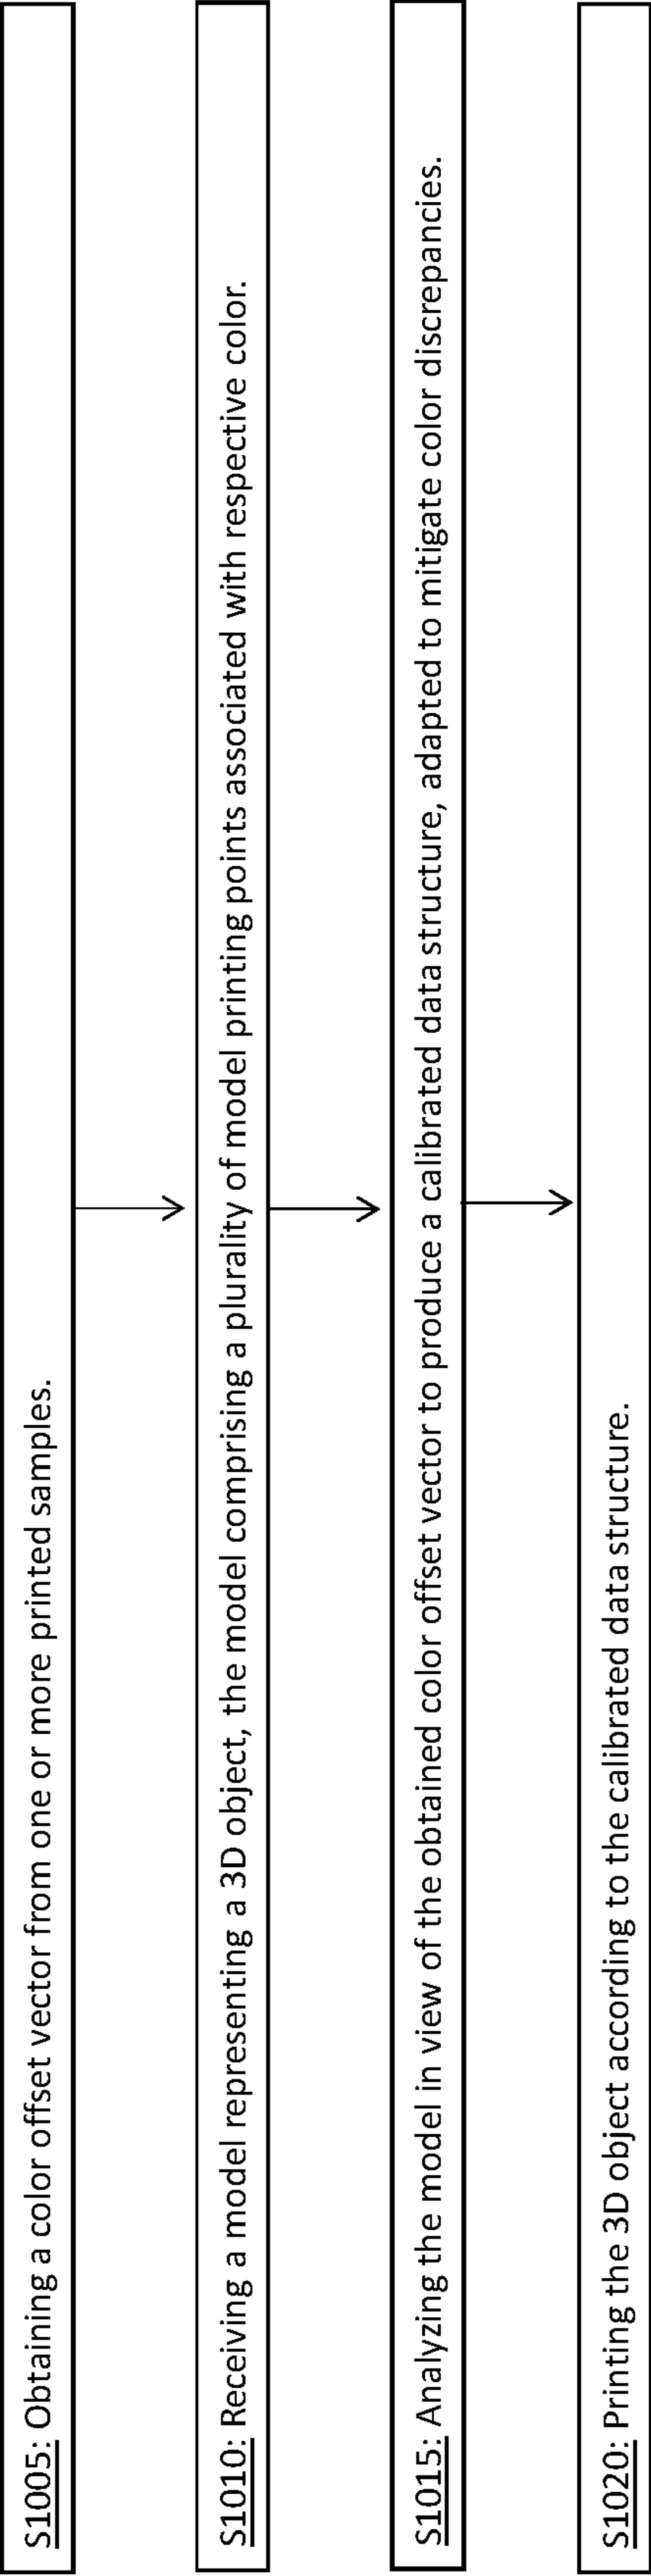 S1005: Obtaining a color offset vector from one or more printed samples.
S1010: Receiving a model representing a 3D object, the model comprising a plurality of model printing points associated with respective color.
S1015: Analyzing the model in view of the obtained color offset vector to produce a calibrated data structure, adapted to mitigate color discrepancies.
S1020: Printing the 3D object according to the calibrated data structure.